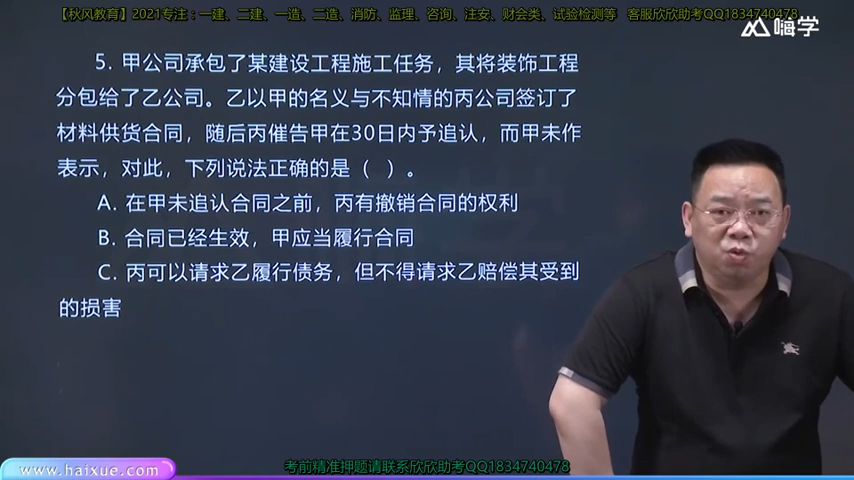 【秋风教育】2021专注：一建、二建、一造、二造、消防、监理、咨询、注安、财会类、试验检测等 客服欣欣助考QQ1834740478
嗨学
5. 甲公司承包了某建设工程施工任务，其将装饰工程
分包给了乙公司。乙以甲的名义与不知情的丙公司签订了
材料供货合同，随后丙催告甲在30日内予追认，而甲未作
表示，对此，下列说法正确的是（ ）。
A. 在甲未追认合同之前，丙有撤销合同的权利
B. 合同已经生效，甲应当履行合同
C. 丙可以请求乙履行债务，但不得请求乙赔偿其受到
的损害
www.haixue.com
考前精准押题请联系欣欣助考QQ1834740478